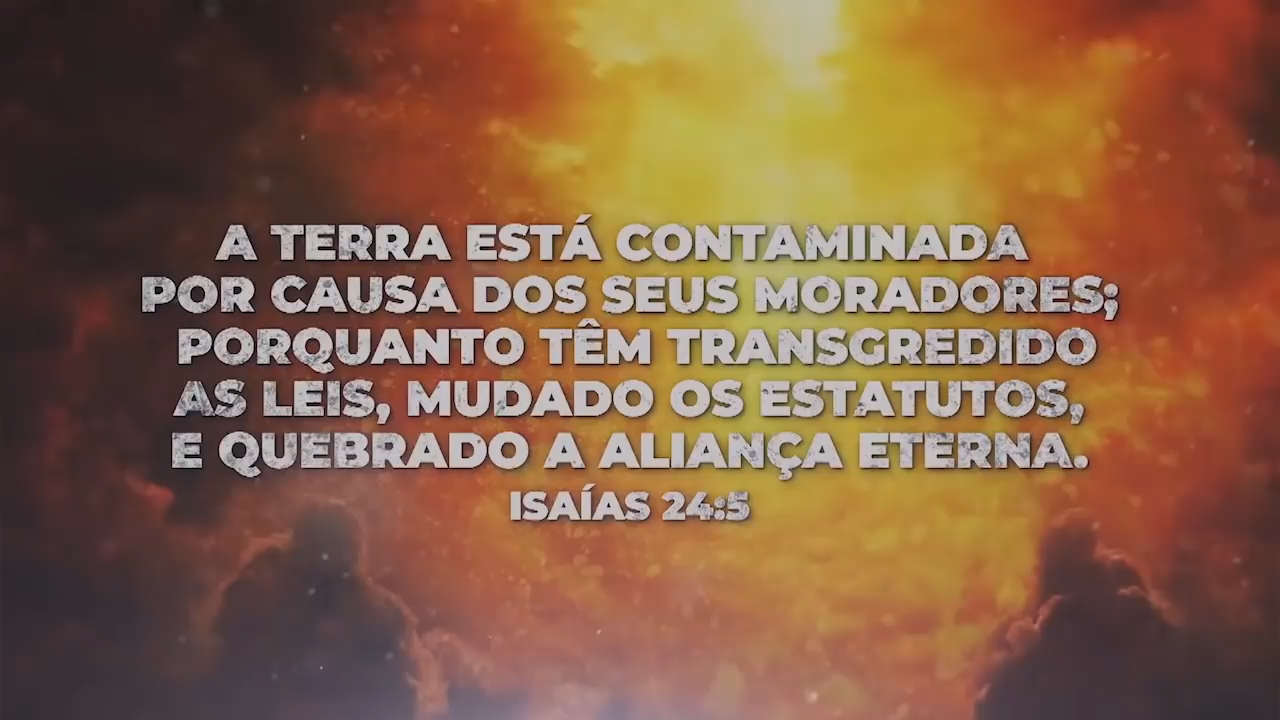 A TERRA ESTÁ CONTAMINADA
POR CAUSA DOS SEUS MORADORES;
PORQUANTO TÊM TRANSGREDIDO
AS LEIS, MUDADO OS ESTATUTOS,
E QUEBRADO A ALIANÇA ETERNA.
ISAÍAS 24:5